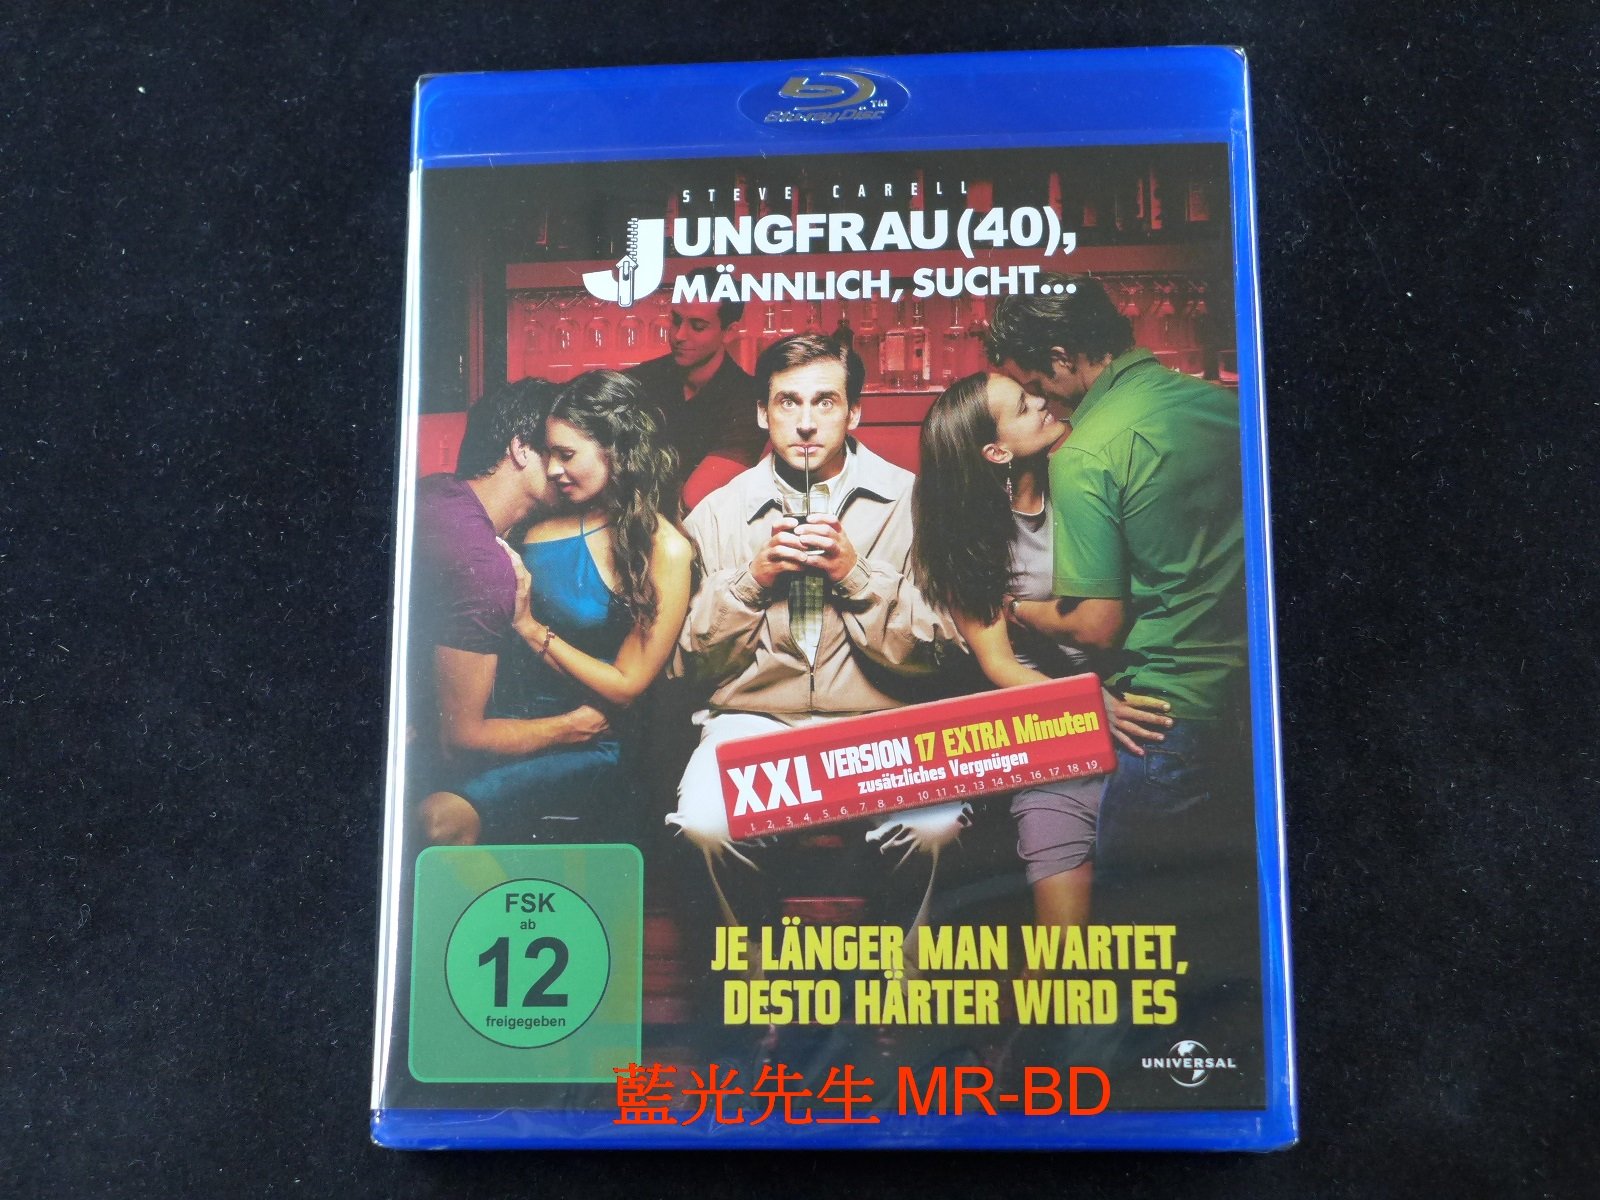 Blu-ray Disc™
STEVE CARELL
JUNGFRAU (40),
MÄNNLICH, SUCHT...
XXL VERSION 17 EXTRA Minuten
zusätzliches Vergnügen
1 2 3 4 5 6 7 8 9 10 11 12 13 14 15 16 17 18 19
FSK
ab
12
freigegeben
JE LÄNGER MAN WARTET,
DESTO HÄRTER WIRD ES
UNIVERSAL
藍光先生 MR-BD